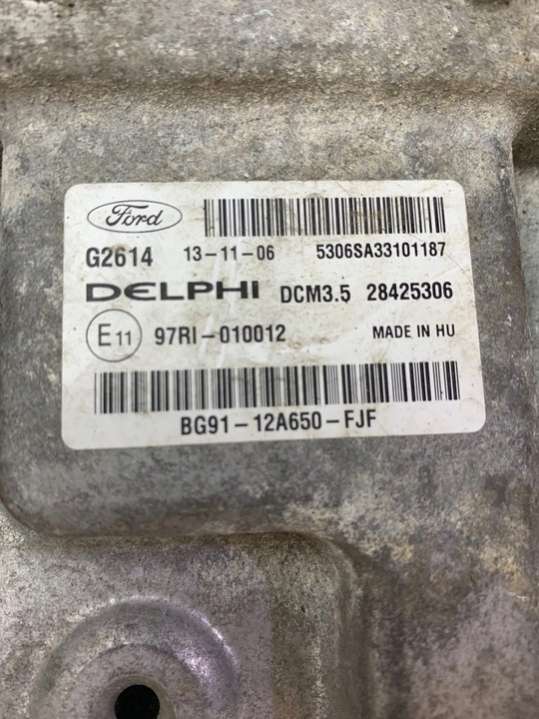 Ford
G2614 13-11-06 5306SA33101187
DELPHI DCM3.5 28425306
E11 97RI-010012 MADE IN HU
BG91-12A650-FJF